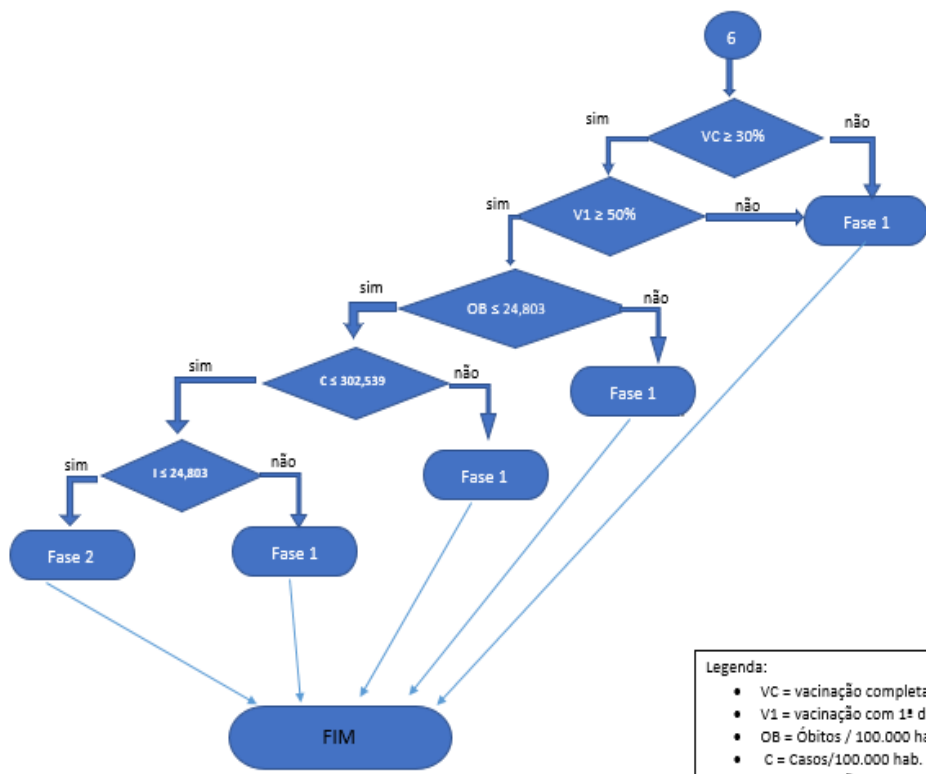 6
VC ≥ 30%
sim
não
V1 ≥ 50%
sim
não
Fase 1
OB ≤ 24,803
sim
não
C ≤ 302,539
sim
não
Fase 1
I ≤ 24,803
sim
não
Fase 1
Fase 2
Fase 1
FIM
Legenda:
• VC = vacinação completa
• V1 = vacinação com 1ª d
• OB = Óbitos / 100.000 ha
• C = Casos/100.000 hab.